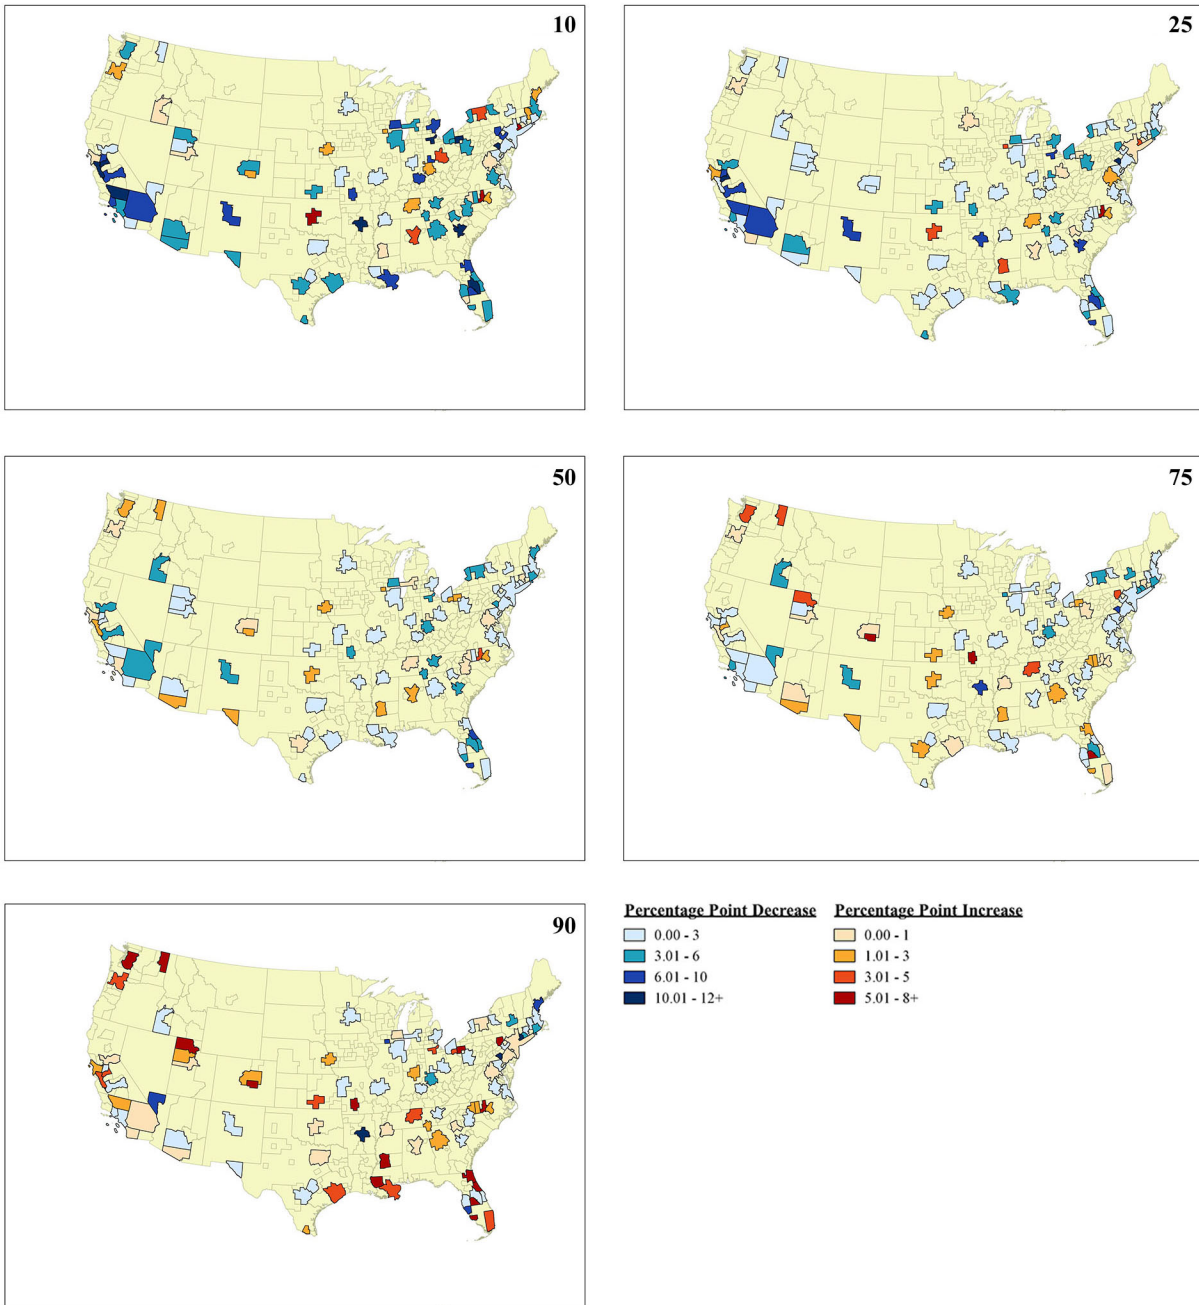 10
25
50
75
90
Percentage Point Decrease Percentage Point Increase
0.00 - 3 0.00 - 1
3.01 - 6 1.01 - 3
6.01 - 10 3.01 - 5
10.01 - 12+ 5.01 - 8+